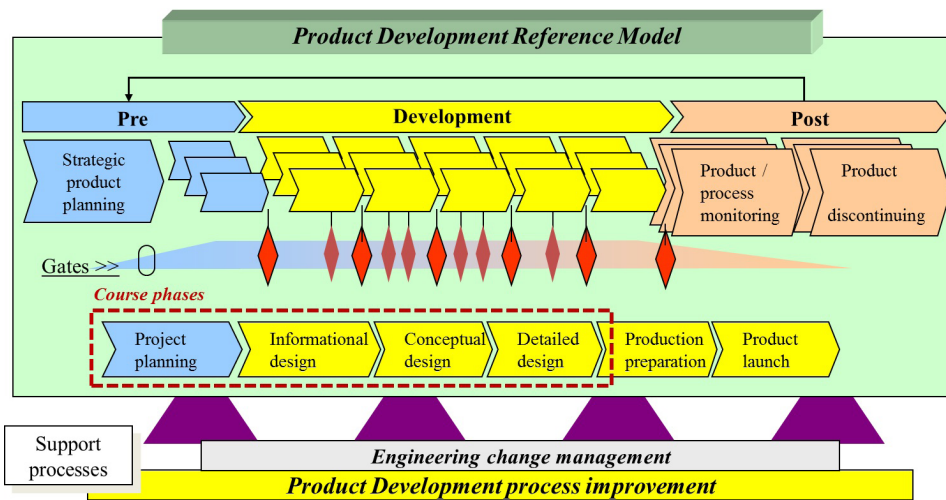 Product Development Reference Model
Pre
Development
Post
Strategic
product
planning
Product /
process
monitoring
Product
discontinuing
Gates >>
Course phases
Project
planning
Informational
design
Conceptual
design
Detailed
design
Production
preparation
Product
launch
Support
processes
Engineering change management
Product Development process improvement